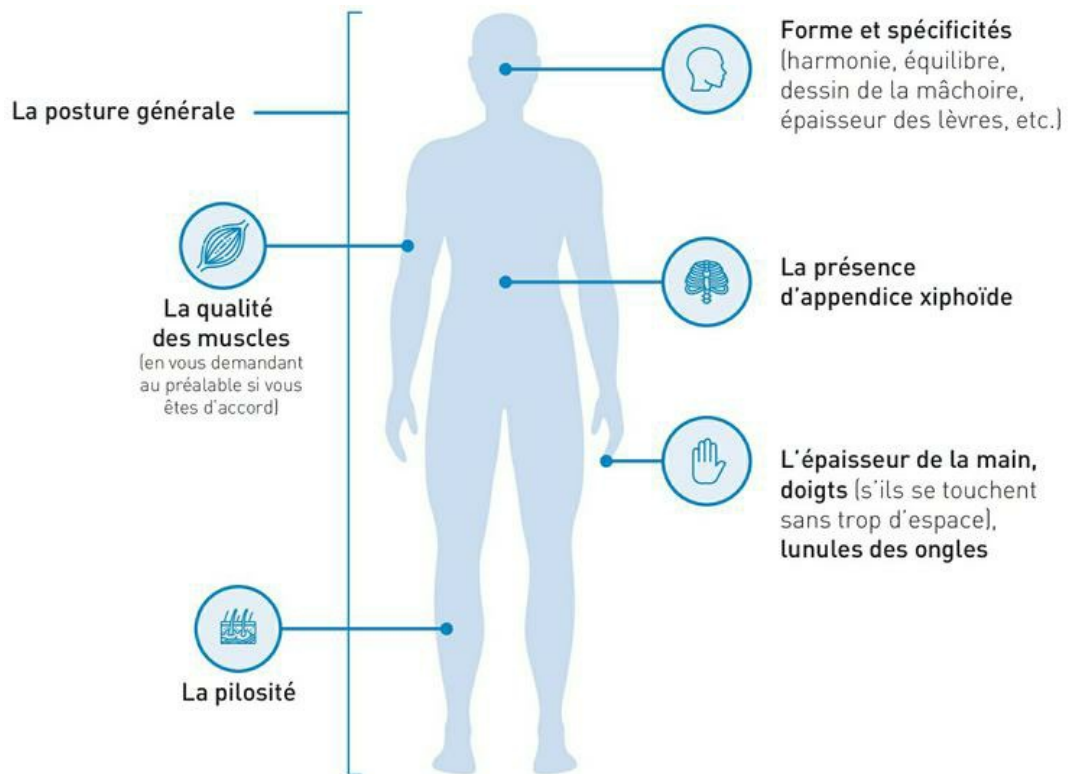 La posture générale
La qualité
des muscles
(en vous demandant
au préalable si vous
êtes d'accord)
La pilosité
Forme et spécificités
(harmonie, équilibre,
dessin de la mâchoire,
épaisseur des lèvres, etc.)
La présence
d'appendice xiphoïde
L'épaisseur de la main,
doigts (s'ils se touchent
sans trop d'espace),
lunules des ongles